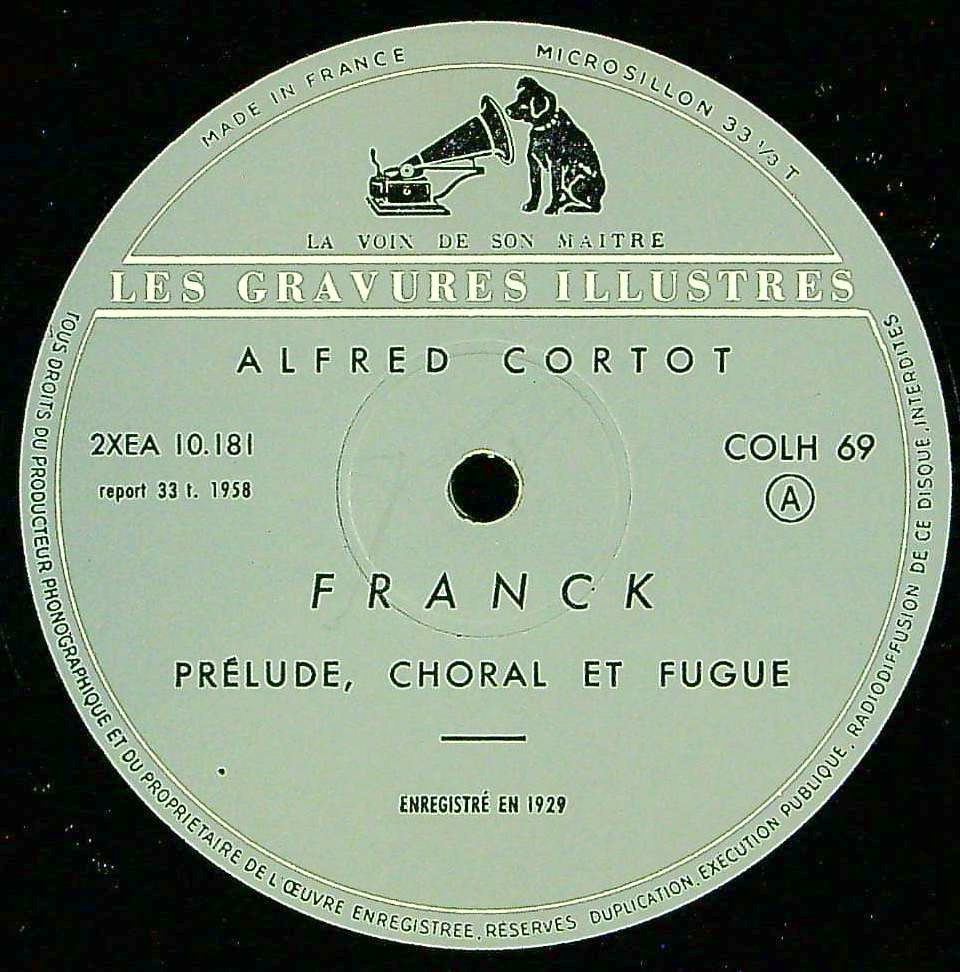 MADE IN FRANCE
MICROSILLON 33 1/3 T
LA VOIX DE SON MAITRE
LES GRAVURES ILLUSTRES
ALFRED CORTOT
2XEA 10.181
COLH 69
report 33 t. 1958
A
FRANCK
PRÉLUDE, CHORAL ET FUGUE
ENREGISTRÉ EN 1929
TOUS DROITS DU PRODUCTEUR PHONOGRAPHIQUE ET DU PROPRIETAIRE DE L'ŒUVRE ENREGISTREE, RÉSERVES DUPLICATION, EXÉCUTION PUBLIQUE, RADIODIFFUSION DE CE DISQUE, INTERDITES